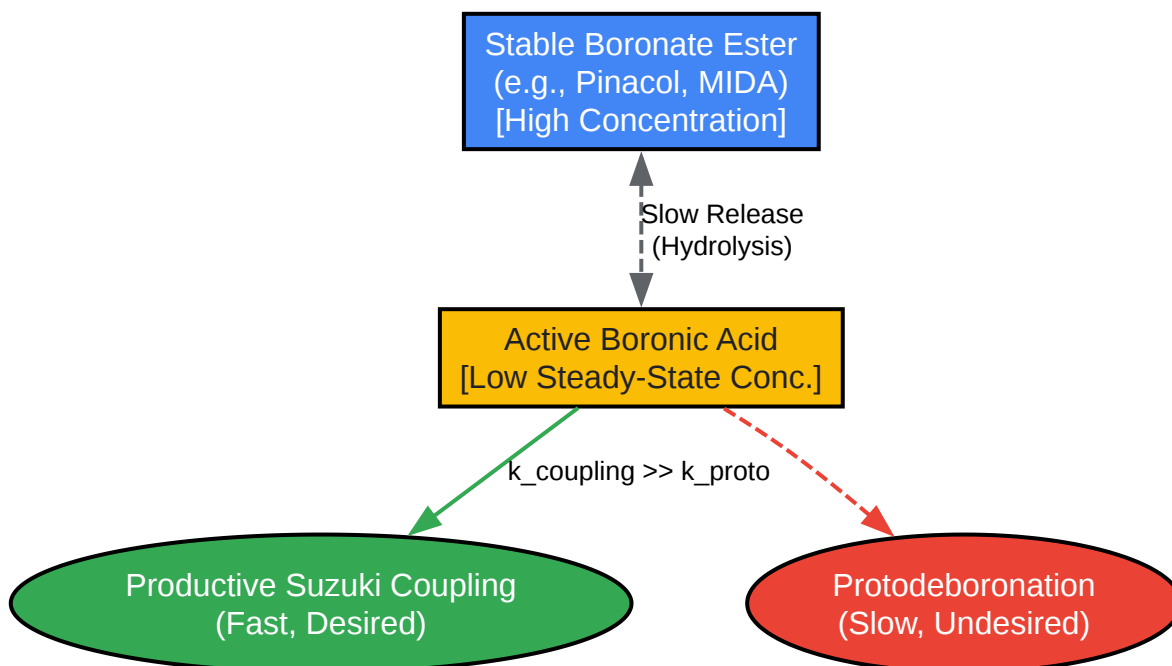 Stable Boronate Ester
(e.g., Pinacol, MIDA)
[High Concentration]
Slow Release
(Hydrolysis)
Active Boronic Acid
[Low Steady-State Conc.]
k_coupling >> k_proto
Productive Suzuki Coupling
(Fast, Desired)
Protodeboronation
(Slow, Undesired)